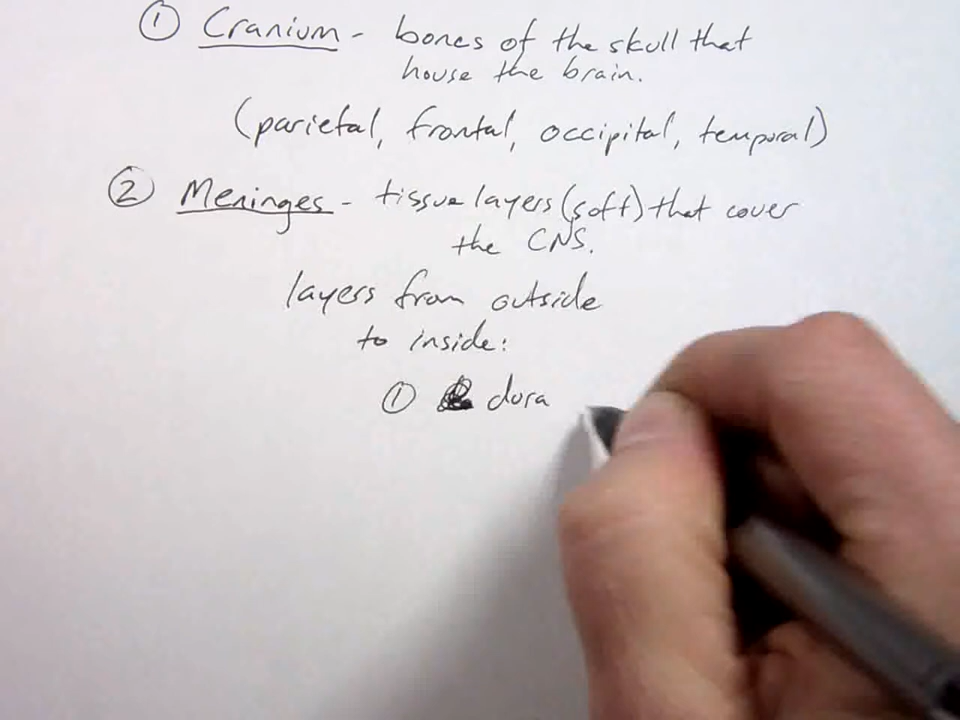 ① Cranium - bones of the skull that
house the brain.
(parietal, frontal, occipital, temporal)
② Meninges - tissue layers (soft) that cover
the CNS.
layers from outside
to inside:
① dura